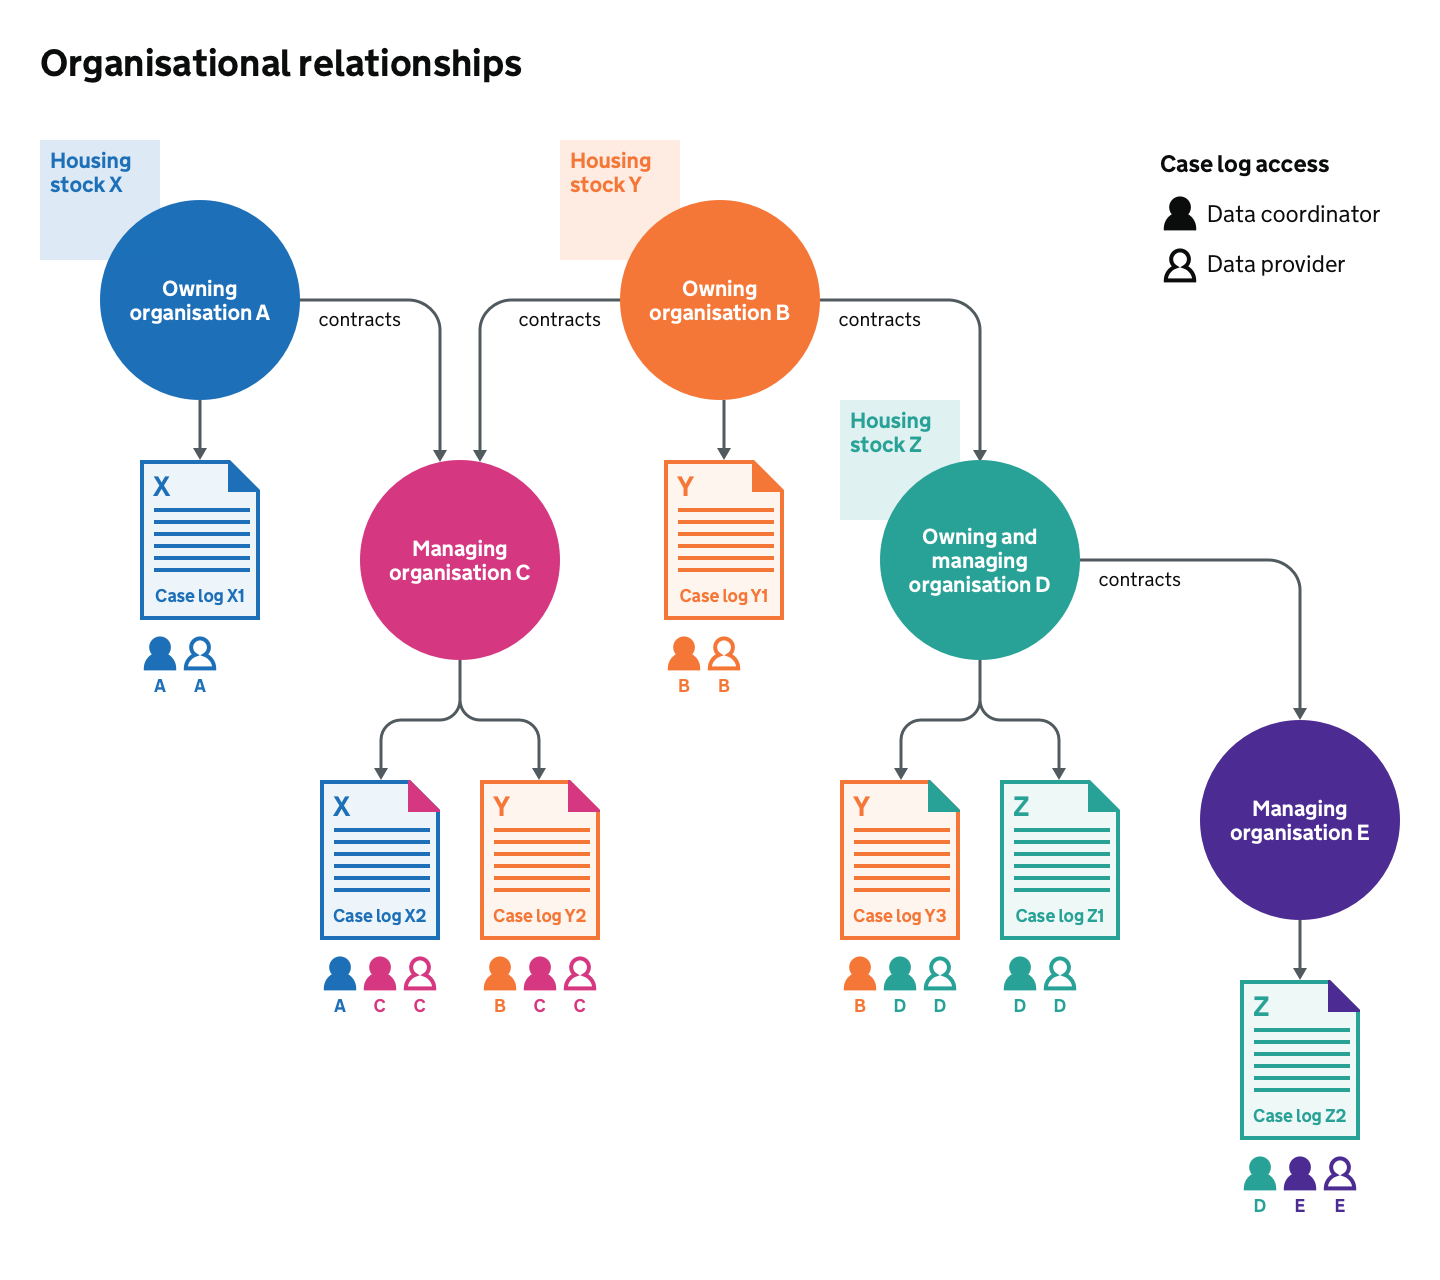 Organisational relationships
Housing
stock X
Housing
stock Y
Case log access
Data coordinator
Data provider
Owning
organisation A
contracts
contracts
Owning
organisation B
contracts
Housing
stock Z
X
Case log X1
A A
Managing
organisation C
Y
Case log Y1
B B
Owning and
managing
organisation D
contracts
X
Case log X2
A C C
Y
Case log Y2
B C C
Y
Case log Y3
B D D
Z
Case log Z1
D D
Managing
organisation E
Z
Case log Z2
D E E